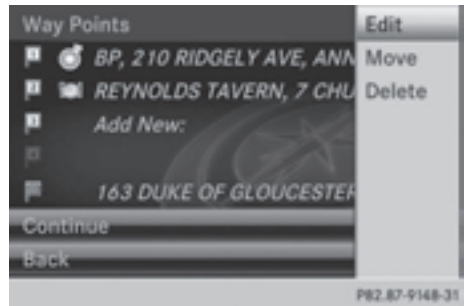 Way Points
Edit
BP, 210 RIDGELY AVE, ANN
Move
REYNOLDS TAVERN, 7 CHU
Delete
Add New:
163 DUKE OF GLOUCESTER
Continue
Back
P82.87-9148-31